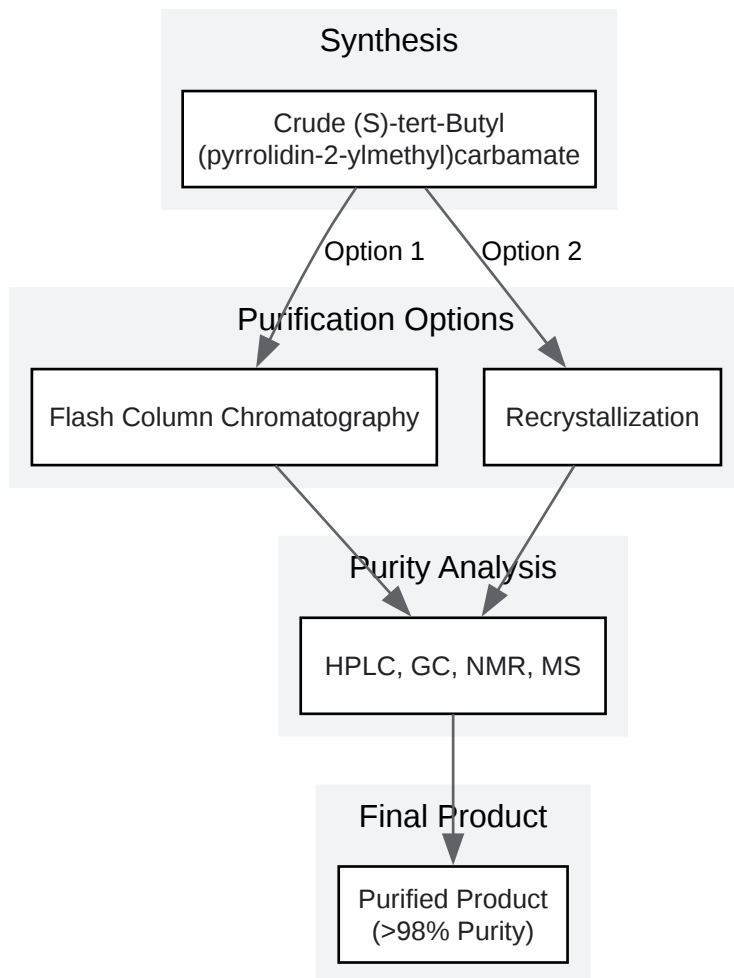 Synthesis
Crude (S)-tert-Butyl
(pyrrolidin-2-ylmethyl)carbamate
Option 1
Option 2
Purification Options
Flash Column Chromatography
Recrystallization
Purity Analysis
HPLC, GC, NMR, MS
Final Product
Purified Product
(>98% Purity)